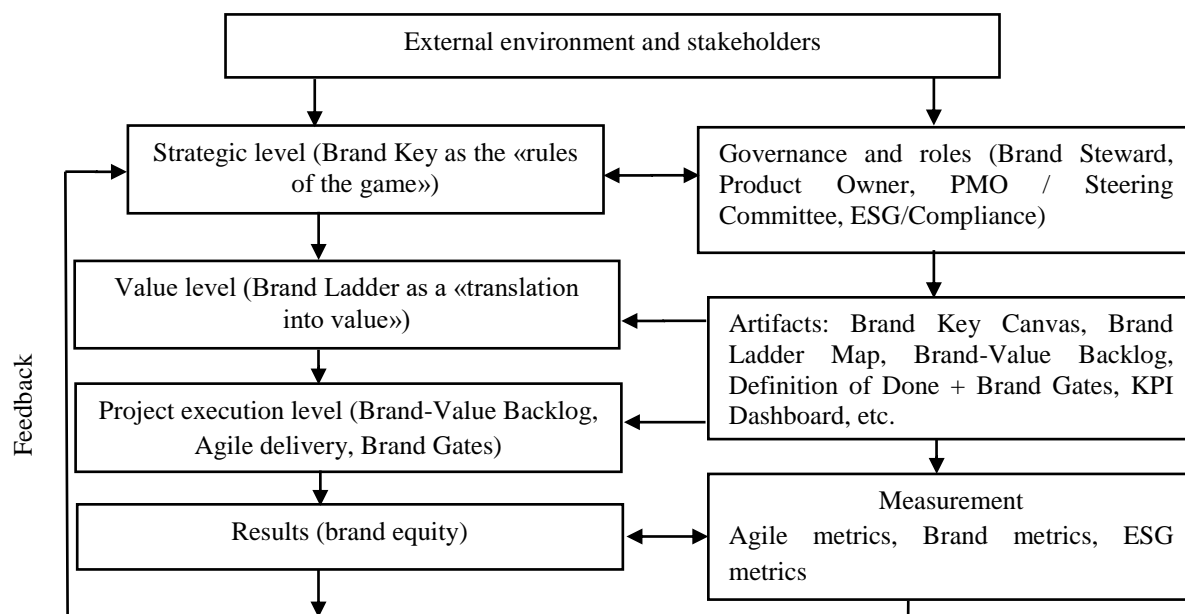 External environment and stakeholders
Strategic level (Brand Key as the «rules
of the game»)
Governance and roles (Brand Steward,
Product Owner, PMO / Steering
Committee, ESG/Compliance)
Value level (Brand Ladder as a «translation
into value»)
Artifacts: Brand Key Canvas, Brand
Ladder Map, Brand-Value Backlog,
Definition of Done + Brand Gates, KPI
Dashboard, etc.
Project execution level (Brand-Value Backlog,
Agile delivery, Brand Gates)
Results (brand equity)
Measurement
Agile metrics, Brand metrics, ESG
metrics
Feedback